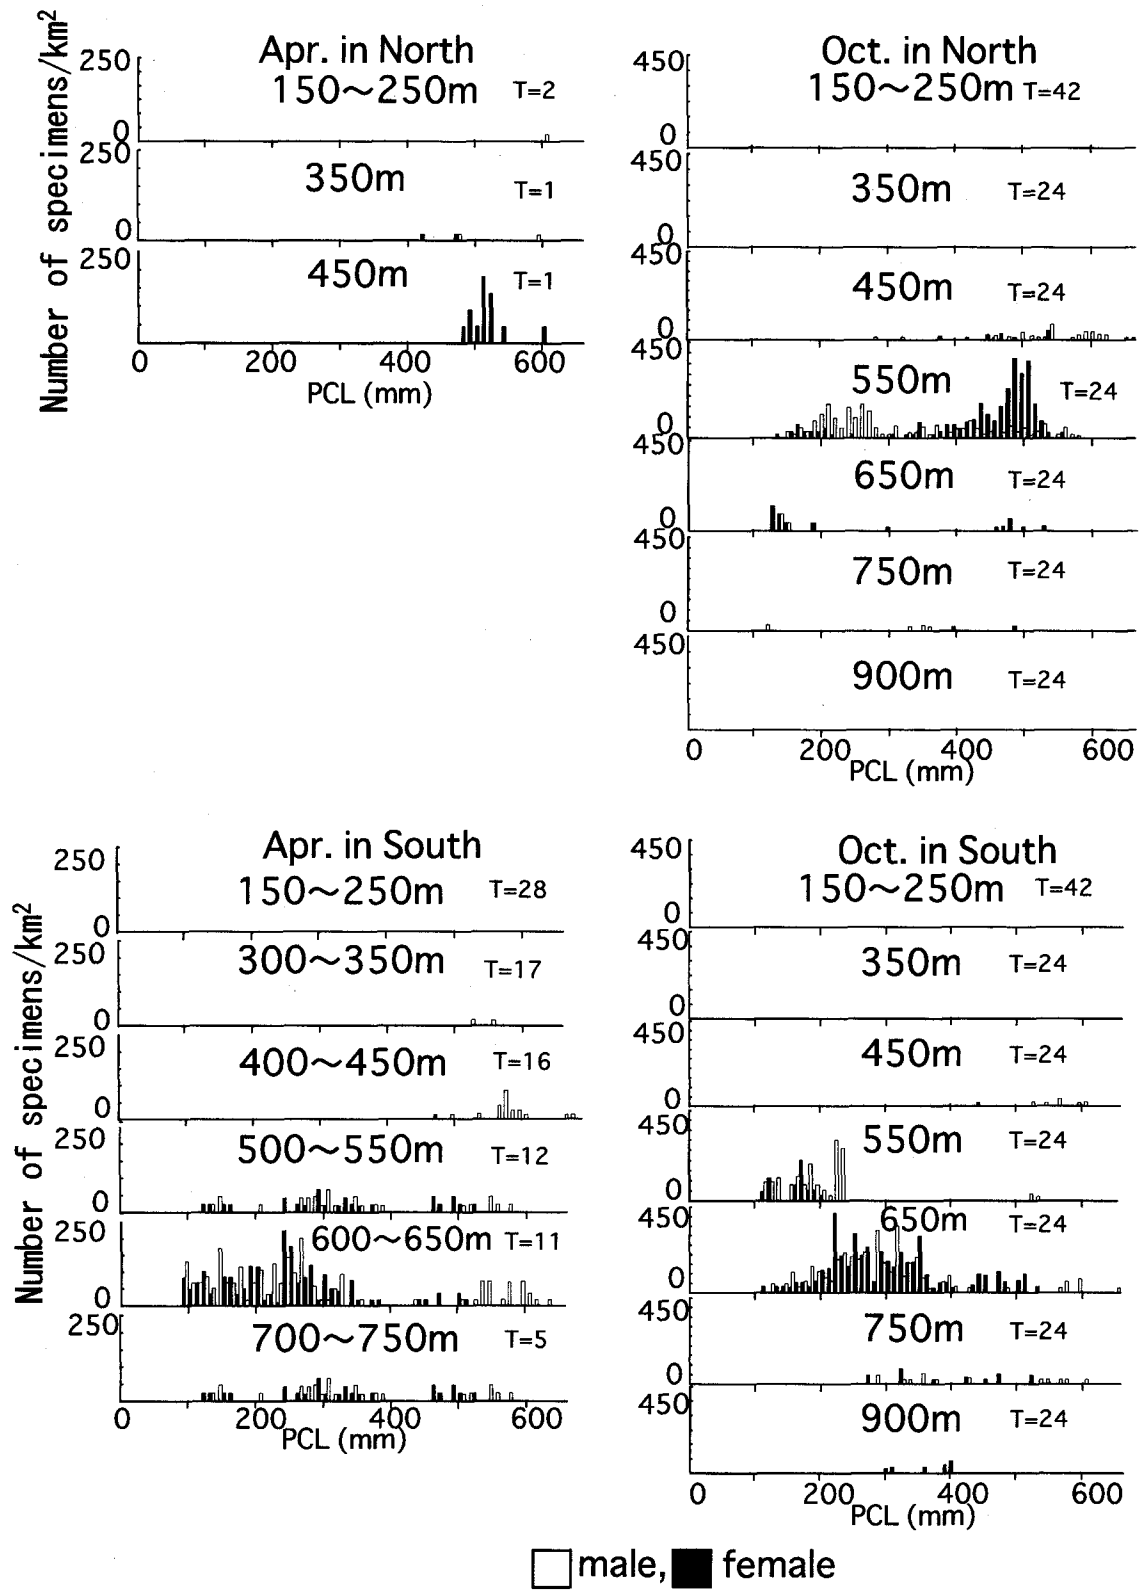 Apr. in North
Number of specimens/km²
250
150～250m T=2
0
250
350m T=1
0
250
450m T=1
0 200 400 600
PCL (mm)
Oct. in North
450
150～250m T=42
0
450
350m T=24
0
450
450m T=24
450
550m T=24
0
450
650m T=24
0
450
750m T=24
0
450
900m T=24
0 200 400 600
PCL (mm)
Apr. in South
Number of specimens/km²
250
150～250m T=28
0
250
300～350m T=17
0
250
400～450m T=16
0
250
500～550m T=12
0
250
600～650m T=11
0
250
700～750m T=5
0 200 400 600
PCL (mm)
Oct. in South
450
150～250m T=42
0
450
350m T=24
0
450
450m T=24
0
450
550m T=24
0
450
650m T=24
0
450
750m T=24
0
450
900m T=24
0 200 400 600
PCL (mm)
male, female